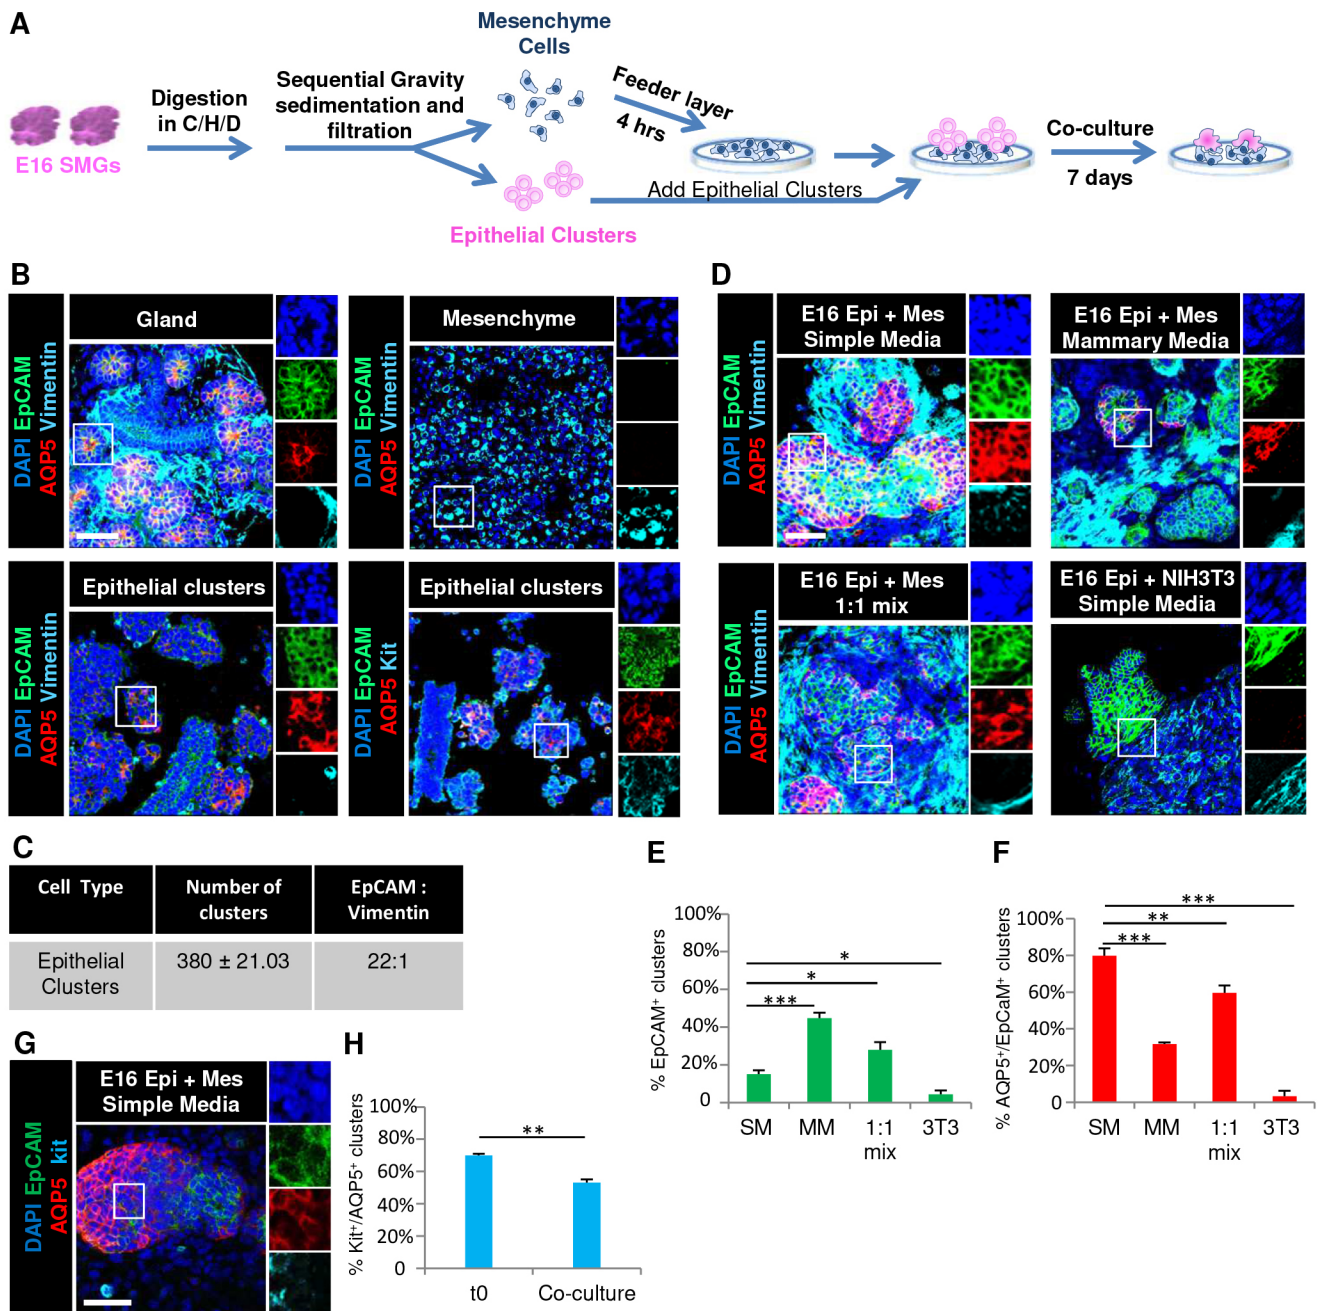 A
Mesenchyme
Cells
Digestion
in C/H/D
Sequential Gravity
sedimentation and
filtration
Feeder layer
4 hrs
Co-culture
7 days
E16 SMGs
Add Epithelial Clusters
Epithelial Clusters
B
DAPI EpCAM
AQP5 Vimentin
Gland
Mesenchyme
DAPI EpCAM
AQP5 Vimentin
DAPI EpCAM
AQP5 Vimentin
Epithelial clusters
DAPI EpCAM
AQP5 Kit
Epithelial clusters
D
DAPI EpCAM
AQP5 Vimentin
E16 Epi + Mes
Simple Media
E16 Epi + Mes
Mammary Media
DAPI EpCAM
AQP5 Vimentin
E16 Epi + Mes
1:1 mix
E16 Epi + NIH3T3
Simple Media
C
Cell Type
Number of
clusters
EpCAM :
Vimentin
Epithelial
Clusters
380 ± 21.03
22:1
E
% EpCAM⁺ clusters
100%
80%
60%
40%
20%
0
*
*
***
SM
MM
1:1
mix
3T3
F
% AQP5⁺/EpCaM⁺ clusters
100%
80%
60%
40%
20%
0
***
**
***
SM
MM
1:1
mix
3T3
G
DAPI EpCAM
AQP5 kit
E16 Epi + Mes
Simple Media
H
% Kit⁺/AQP5⁺ clusters
100%
80%
60%
40%
20%
0
**
t0
Co-culture